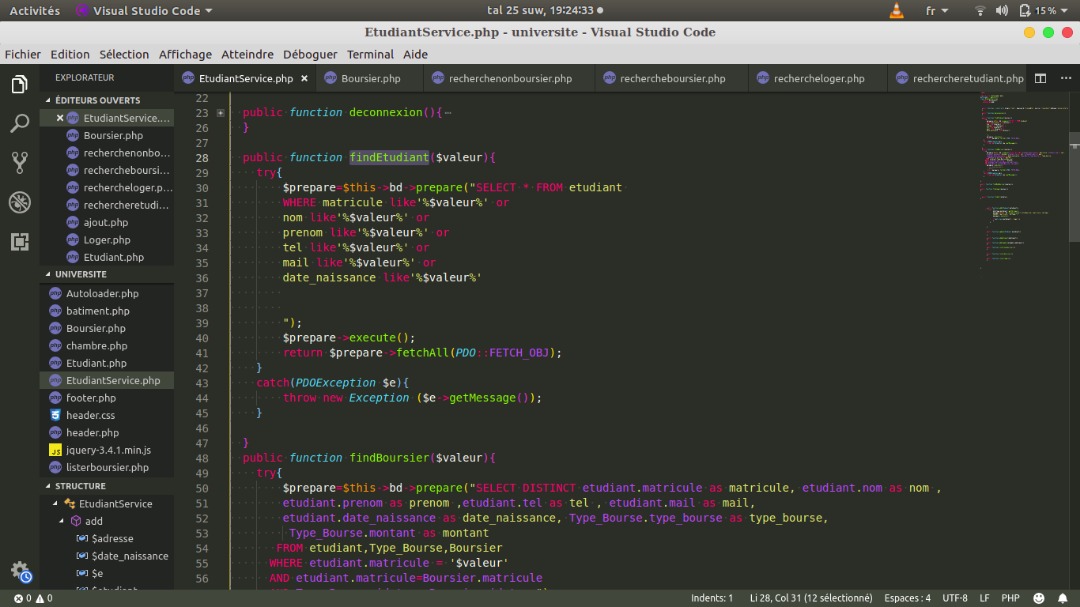 Activités
Visual Studio Code
tal 25 suw, 19:24:33
fr
15 %
EtudiantService.php - universite - Visual Studio Code
Fichier Edition Sélection Affichage Atteindre Déboguer Terminal Aide
EXPLORATEUR
ÉDITEURS OUVERTS
EtudiantService....
Boursier.php
recherchenonbo...
rechercheboursi...
rechercheloger.p...
rechercheretudi...
ajout.php
Loger.php
Etudiant.php
UNIVERSITE
Autoloader.php
batiment.php
Boursier.php
chambre.php
Etudiant.php
EtudiantService.php
footer.php
header.css
header.php
jquery-3.4.1.min.js
listerboursier.php
STRUCTURE
EtudiantService
add
$adresse
$date_naissance
$e
EtudiantService.php
Boursier.php
recherchenonboursier.php
rechercheboursier.php
rechercheloger.php
rechercheretudiant.php
22
23 public function deconnexion(){
26 }
27
28 public function findEtudiant($valeur){
29 try{
30 $prepare=$this->bd->prepare("SELECT * FROM etudiant
31 WHERE matricule like'%$valeur%' or
32 nom like'%$valeur%' or
33 prenom like'%$valeur%' or
34 tel like'%$valeur%' or
35 mail like'%$valeur%' or
36 date_naissance like'%$valeur%'
37
38
39 ");
40 $prepare->execute();
41 return $prepare->fetchAll(PDO::FETCH_OBJ);
42 }
43 catch(PDOException $e){
44 throw new Exception ($e->getMessage());
45 }
46
47 }
48 public function findBoursier($valeur){
49 try{
50 $prepare=$this->bd->prepare("SELECT DISTINCT etudiant.matricule as matricule, etudiant.nom as nom ,
51 etudiant.prenom as prenom ,etudiant.tel as tel , etudiant.mail as mail,
52 etudiant.date_naissance as date_naissance, Type_Bourse.type_bourse as type_bourse,
53 Type_Bourse.montant as montant
54 FROM etudiant,Type_Bourse,Boursier
55 WHERE etudiant.matricule = '$valeur'
56 AND etudiant.matricule=Boursier.matricule
0 0
Indents: 1
Li 28, Col 31 (12 sélectionné)
Espaces : 4
UTF-8
LF
PHP